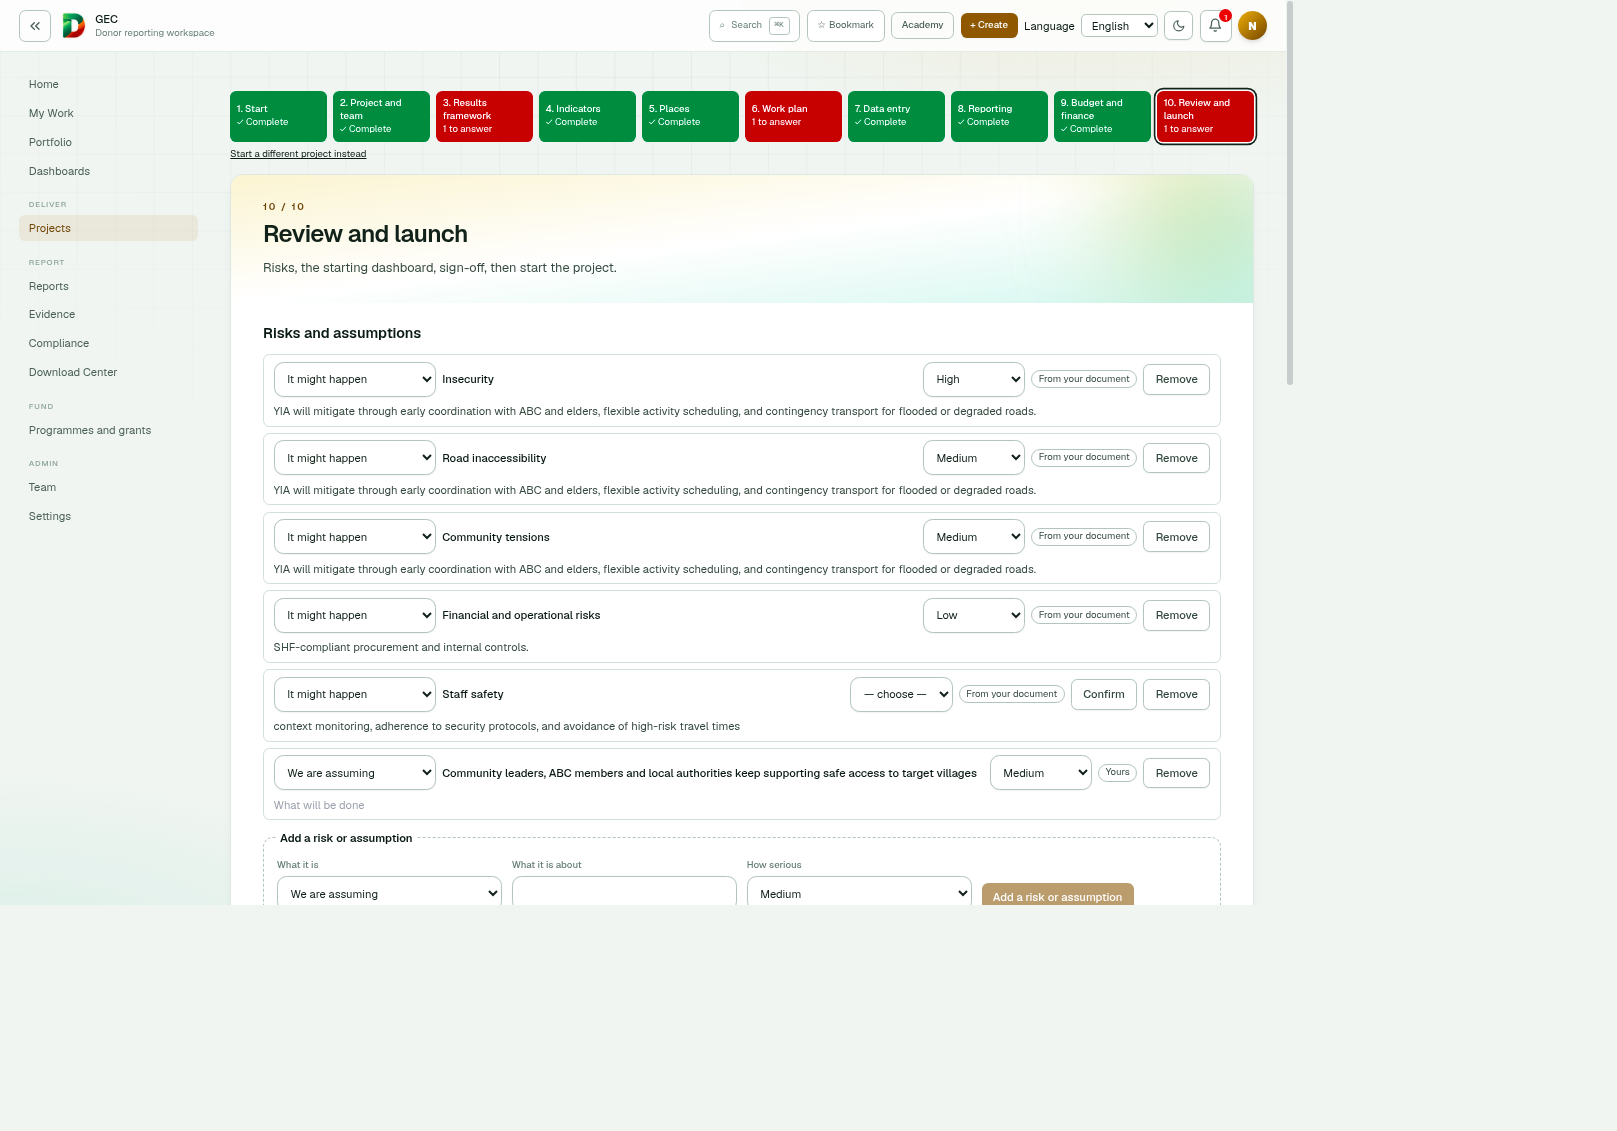 GEC
Donor reporting workspace
Search ⌘K
☆ Bookmark
Academy
+ Create
Language
English
1
N
Home
My Work
Portfolio
Dashboards
DELIVER
Projects
REPORT
Reports
Evidence
Compliance
Download Center
FUND
Programmes and grants
ADMIN
Team
Settings
1. Start
✓ Complete
2. Project and team
✓ Complete
3. Results framework
1 to answer
4. Indicators
✓ Complete
5. Places
✓ Complete
6. Work plan
1 to answer
7. Data entry
✓ Complete
8. Reporting
✓ Complete
9. Budget and finance
✓ Complete
10. Review and launch
1 to answer
Start a different project instead
10 / 10
Review and launch
Risks, the starting dashboard, sign-off, then start the project.
Risks and assumptions
It might happen Insecurity High From your document Remove
YIA will mitigate through early coordination with ABC and elders, flexible activity scheduling, and contingency transport for flooded or degraded roads.
It might happen Road inaccessibility Medium From your document Remove
YIA will mitigate through early coordination with ABC and elders, flexible activity scheduling, and contingency transport for flooded or degraded roads.
It might happen Community tensions Medium From your document Remove
YIA will mitigate through early coordination with ABC and elders, flexible activity scheduling, and contingency transport for flooded or degraded roads.
It might happen Financial and operational risks Low From your document Remove
SHF-compliant procurement and internal controls.
It might happen Staff safety — choose — From your document Confirm Remove
context monitoring, adherence to security protocols, and avoidance of high-risk travel times
We are assuming Community leaders, ABC members and local authorities keep supporting safe access to target villages Medium Yours Remove
What will be done
Add a risk or assumption
What it is What it is about How serious
We are assuming Medium Add a risk or assumption